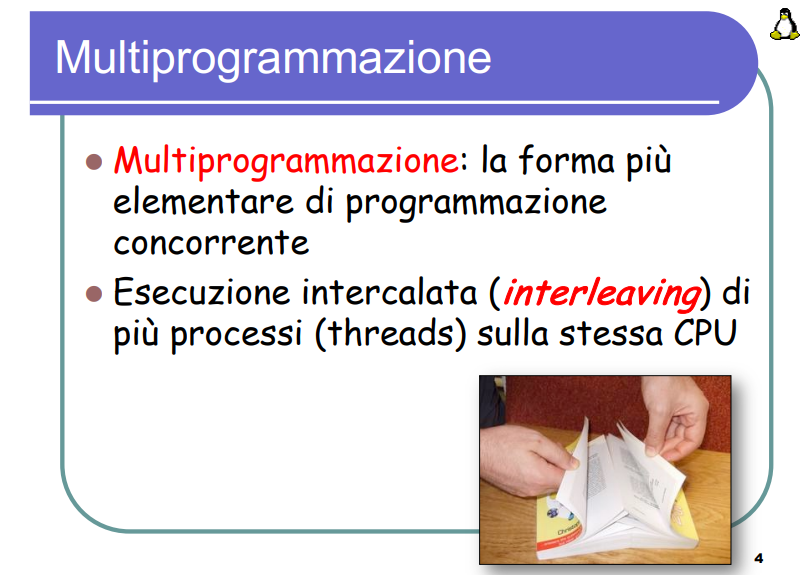 Multiprogrammazione
Multiprogrammazione: la forma più
elementare di programmazione
concorrente
Esecuzione intercalata (interleaving) di
più processi (threads) sulla stessa CPU
4